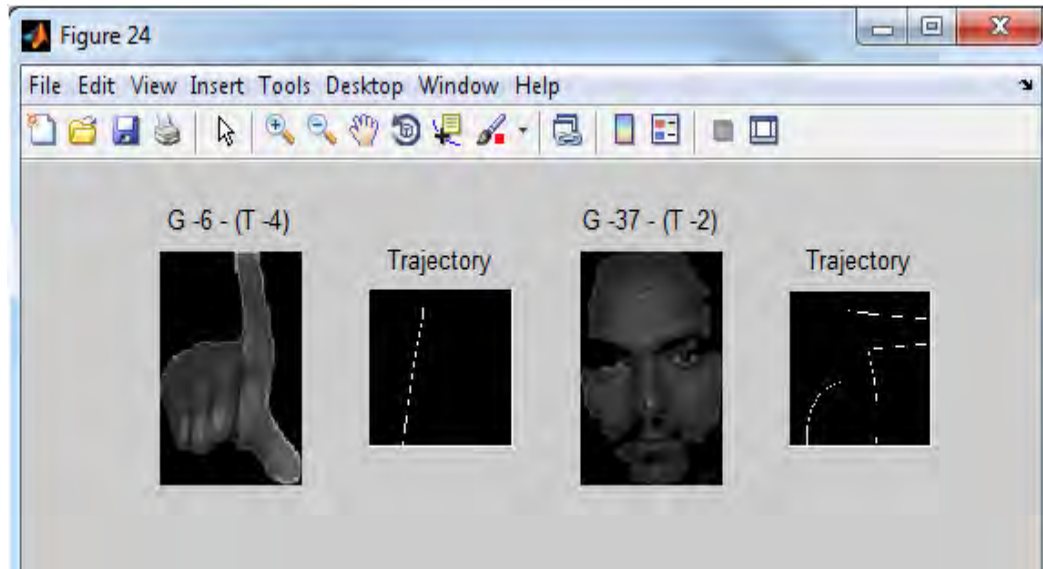 Figure 24
File Edit View Insert Tools Desktop Window Help
G -6 - (T -4)
Trajectory
G -37 - (T -2)
Trajectory